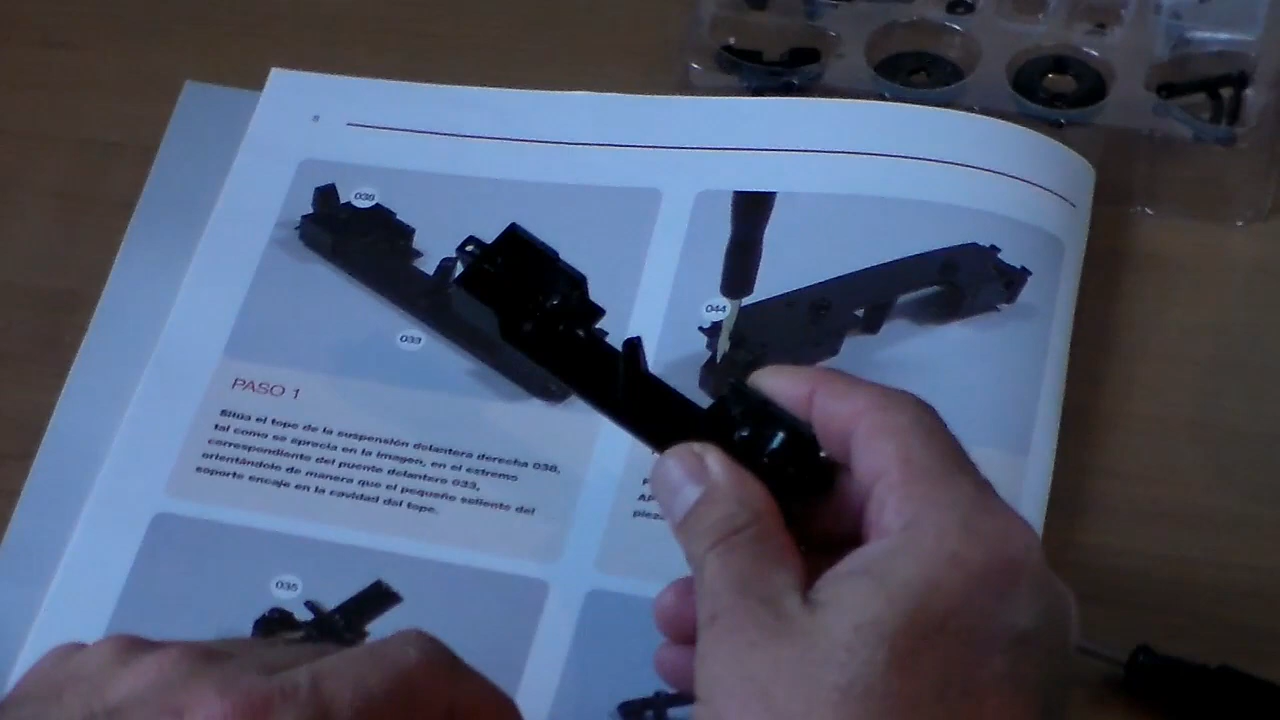 8
038
033
044
PASO 1
Sitúa el tope de la suspensión delantera derecha 038,
tal como se aprecia en la imagen, en el extremo
correspondiente del puente delantero 033,
orientándolo de manera que el pequeño saliente del
soporte encaje en la cavidad del tope.
035